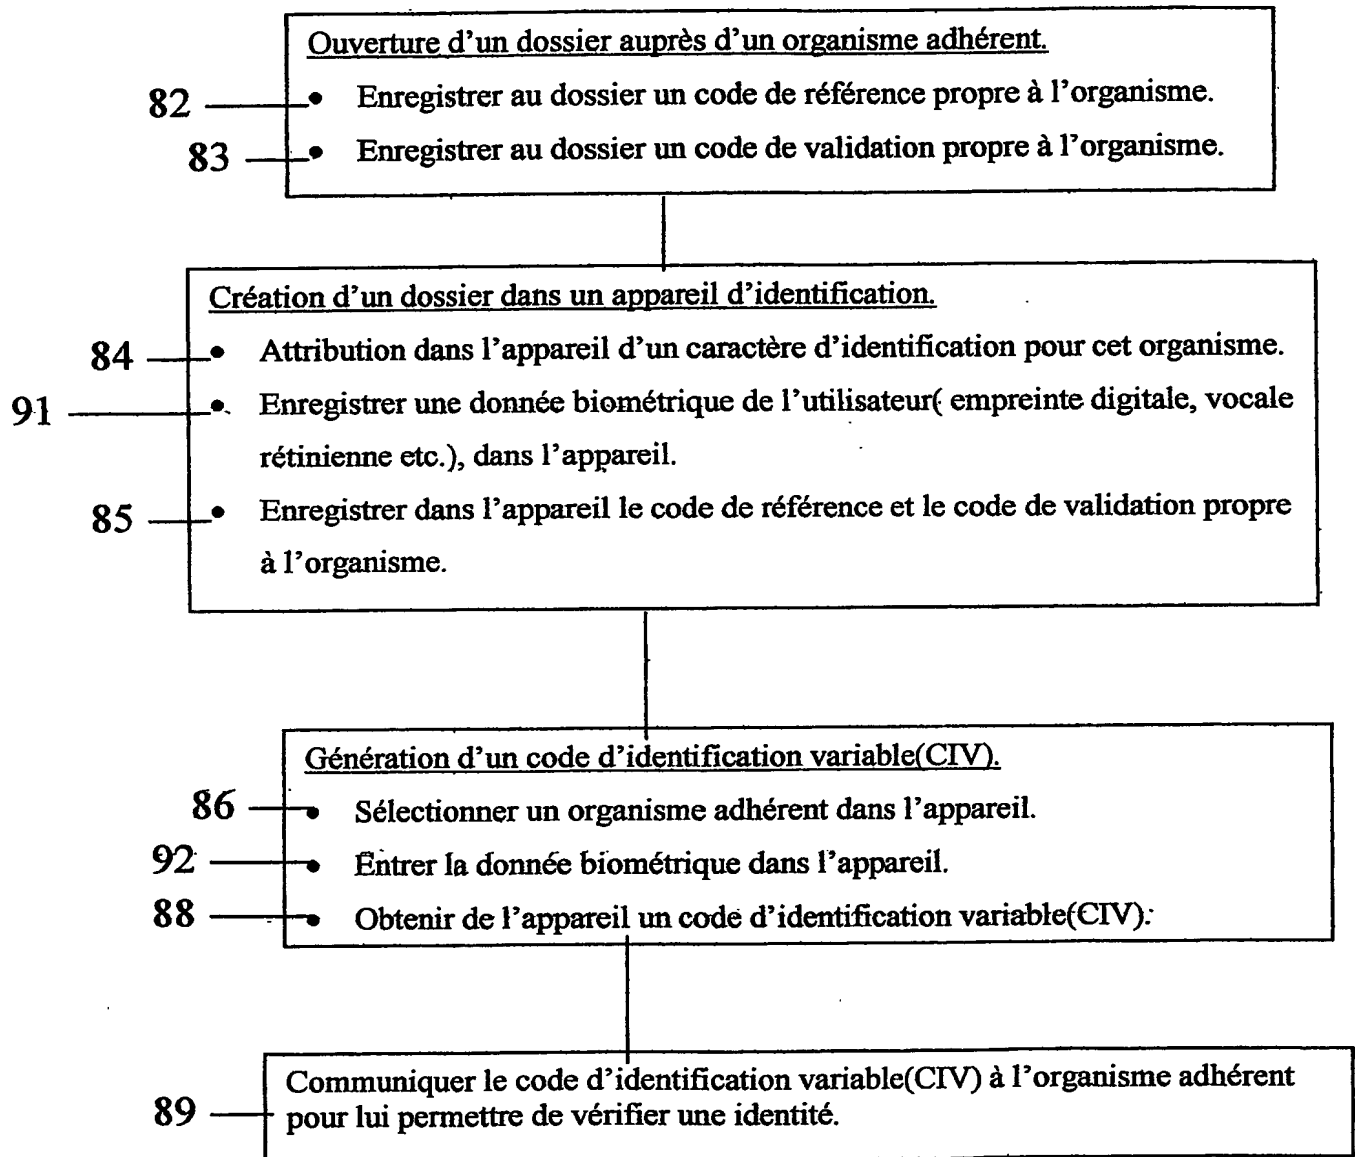 Ouverture d'un dossier auprès d'un organisme adhérent.
82 • Enregistrer au dossier un code de référence propre à l'organisme.
83 • Enregistrer au dossier un code de validation propre à l'organisme.
Création d'un dossier dans un appareil d'identification.
84 • Attribution dans l'appareil d'un caractère d'identification pour cet organisme.
91 • Enregistrer une donnée biométrique de l'utilisateur( empreinte digitale, vocale
rétinienne etc.), dans l'appareil.
85 • Enregistrer dans l'appareil le code de référence et le code de validation propre
à l'organisme.
Génération d'un code d'identification variable(CIV).
86 • Sélectionner un organisme adhérent dans l'appareil.
92 • Entrer la donnée biométrique dans l'appareil.
88 • Obtenir de l'appareil un code d'identification variable(CIV).
Communiquer le code d'identification variable(CIV) à l'organisme adhérent
89 pour lui permettre de vérifier une identité.